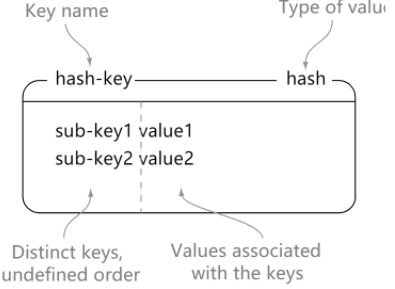 Key name
Type of valu
hash-key
hash
sub-key1 value1
sub-key2 value2
Distinct keys,
undefined order
Values associated
with the keys